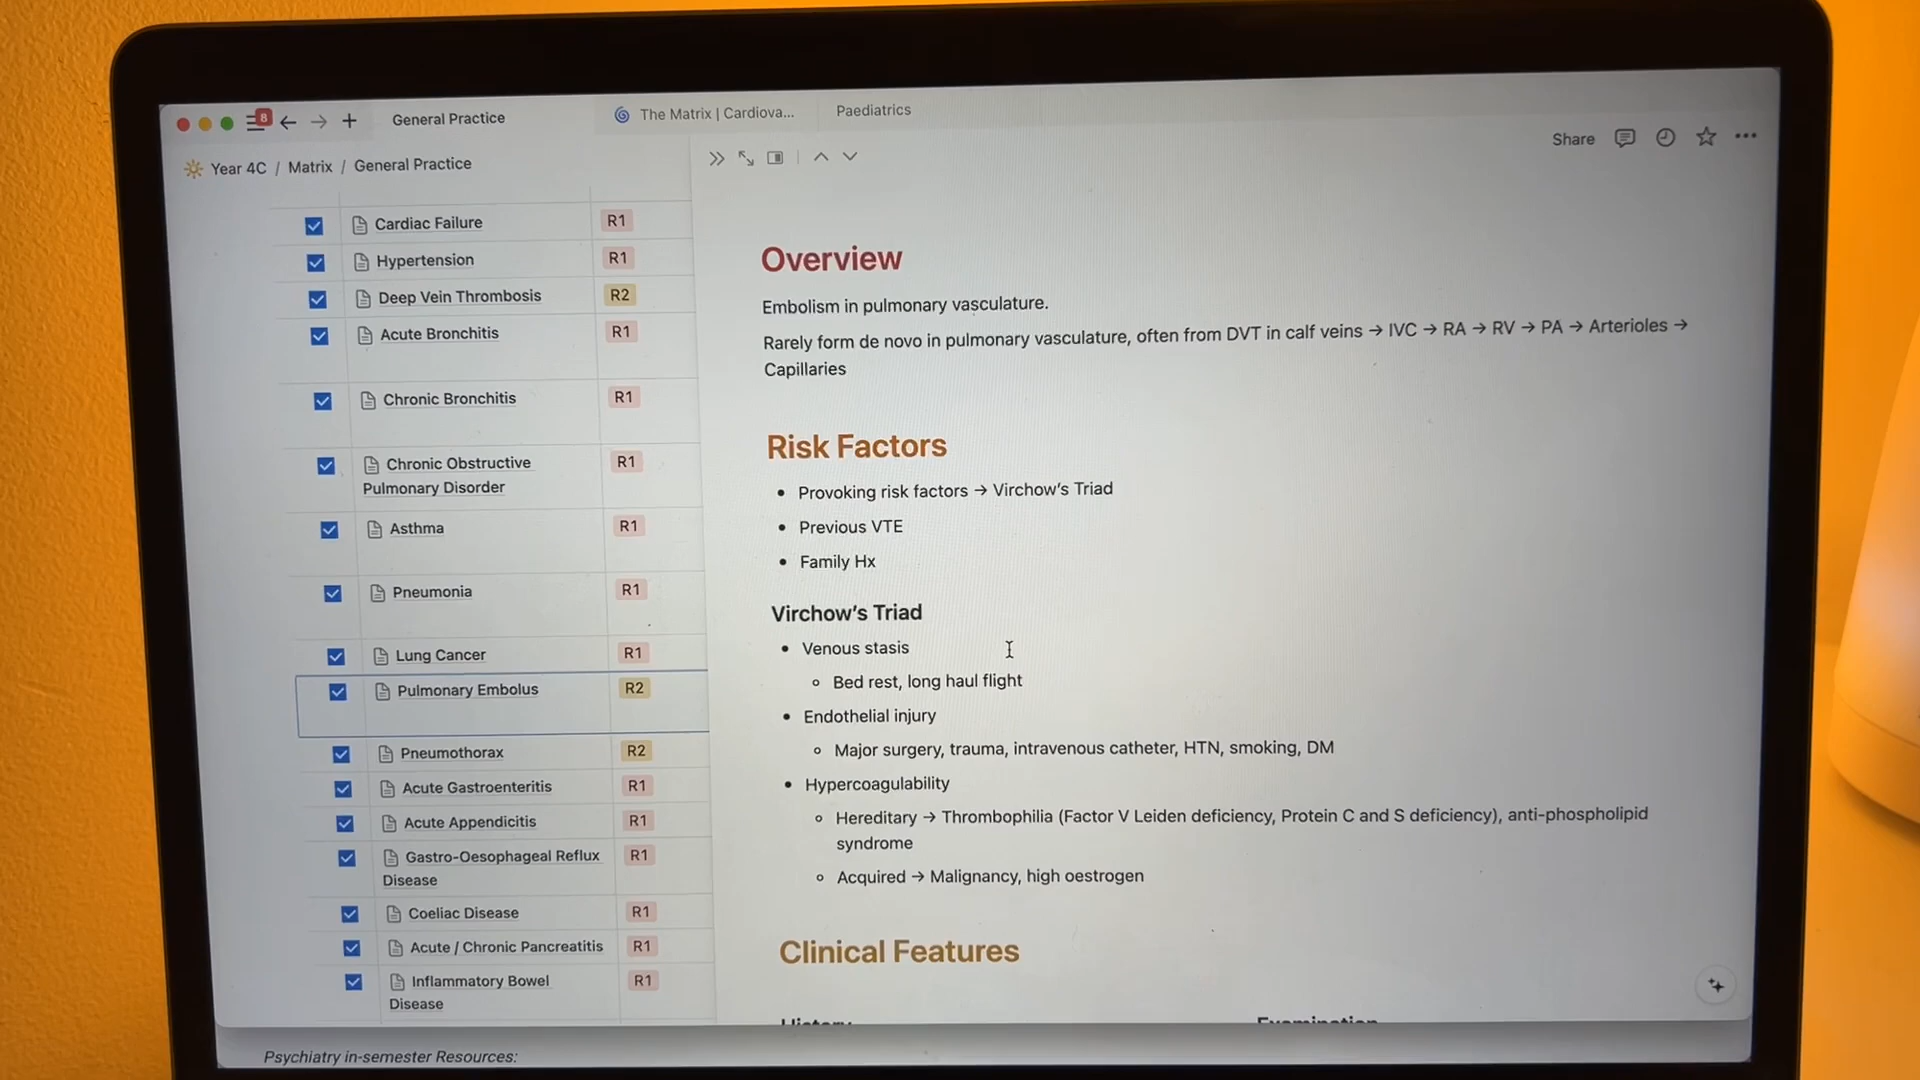 8
General Practice
The Matrix | Cardiova...
Paediatrics
Year 4C / Matrix / General Practice
Share
Cardiac Failure R1
Hypertension R1
Deep Vein Thrombosis R2
Acute Bronchitis R1
Chronic Bronchitis R1
Chronic Obstructive R1
Pulmonary Disorder
Asthma R1
Pneumonia R1
Lung Cancer R1
Pulmonary Embolus R2
Pneumothorax R2
Acute Gastroenteritis R1
Acute Appendicitis R1
Gastro-Oesophageal Reflux R1
Disease
Coeliac Disease R1
Acute / Chronic Pancreatitis R1
Inflammatory Bowel R1
Disease
Overview
Embolism in pulmonary vasculature.
Rarely form de novo in pulmonary vasculature, often from DVT in calf veins → IVC → RA → RV → PA → Arterioles →
Capillaries
Risk Factors
• Provoking risk factors → Virchow’s Triad
• Previous VTE
• Family Hx
Virchow’s Triad
• Venous stasis
◦ Bed rest, long haul flight
• Endothelial injury
◦ Major surgery, trauma, intravenous catheter, HTN, smoking, DM
• Hypercoagulability
◦ Hereditary → Thrombophilia (Factor V Leiden deficiency, Protein C and S deficiency), anti-phospholipid
syndrome
◦ Acquired → Malignancy, high oestrogen
Clinical Features
History
Examination
Psychiatry in-semester Resources: